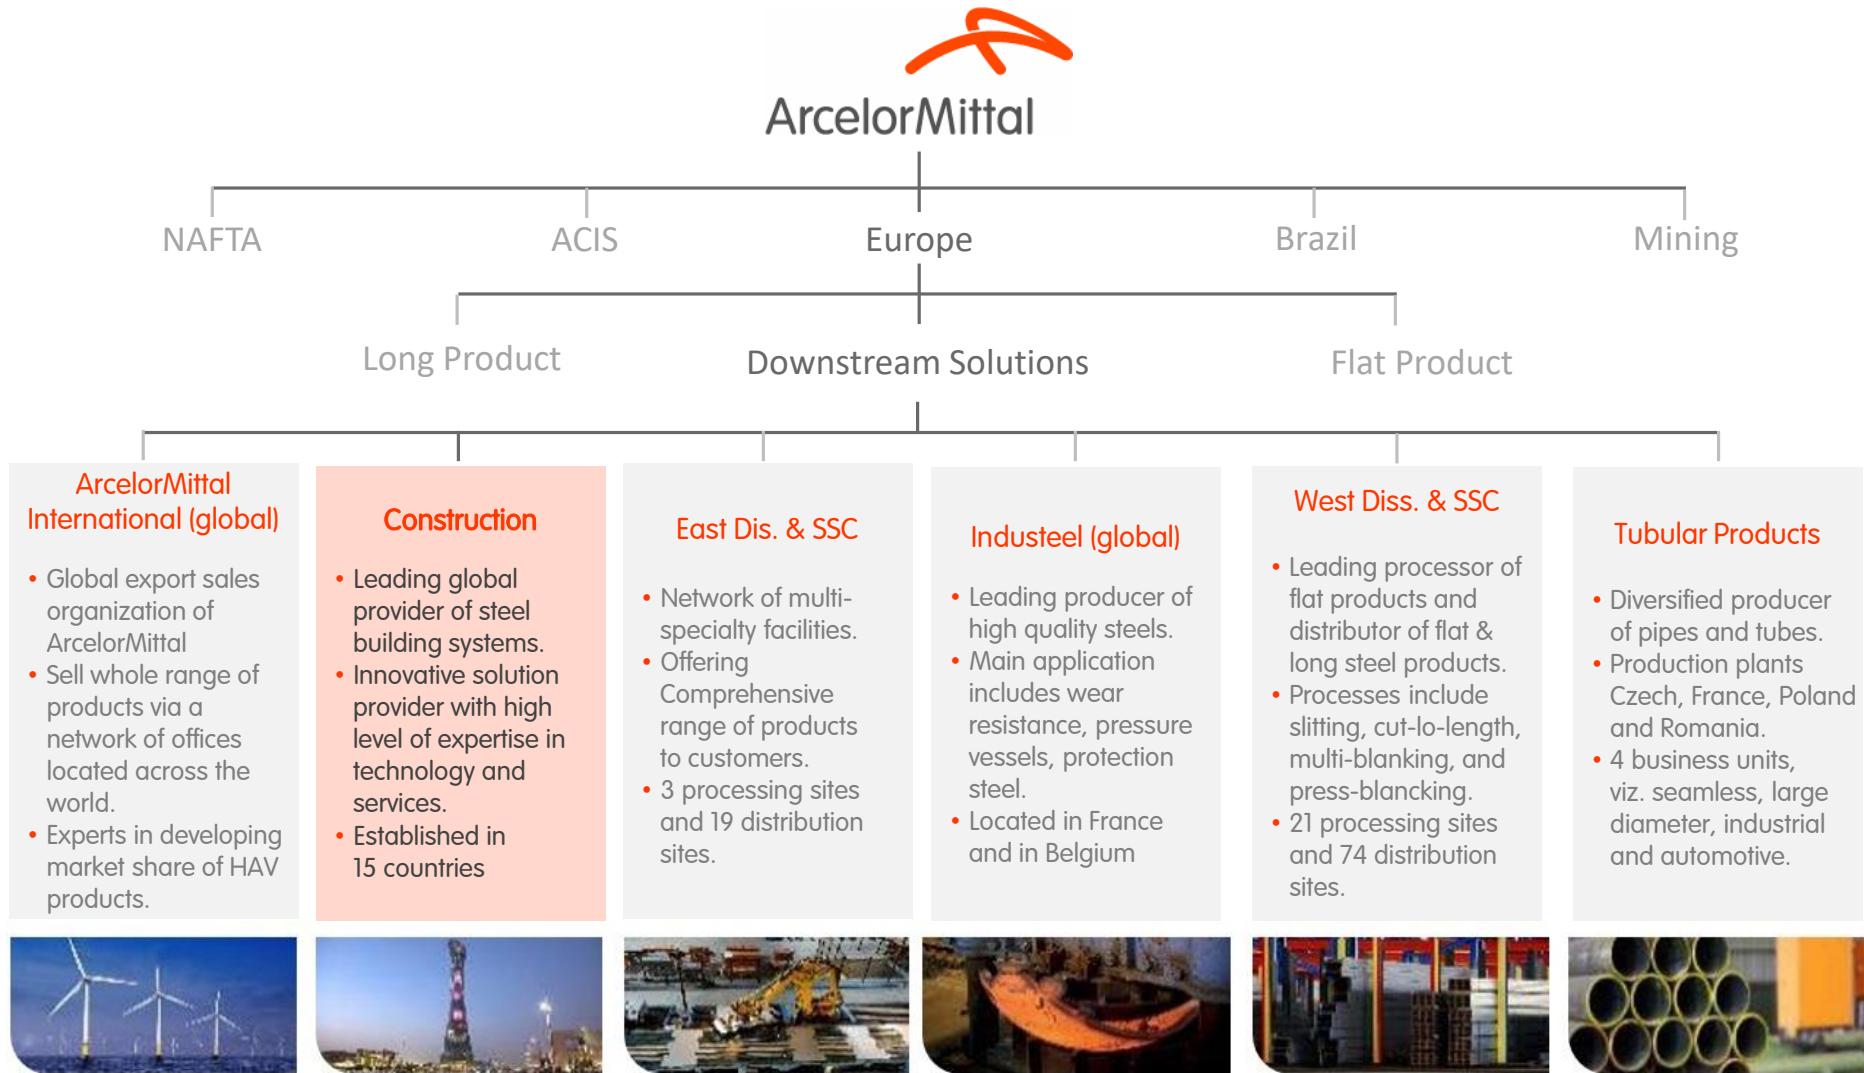 ArcelorMittal
NAFTA
ACIS
Europe
Brazil
Mining
Long Product
Downstream Solutions
Flat Product
ArcelorMittal
International (global)
• Global export sales
organization of
ArcelorMittal
• Sell whole range of
products via a
network of offices
located across the
world.
• Experts in developing
market share of HAV
products.
Construction
• Leading global
provider of steel
building systems.
• Innovative solution
provider with high
level of expertise in
technology and
services.
• Established in
15 countries
East Dis. & SSC
• Network of multi-
specialty facilities.
• Offering
Comprehensive
range of products
to customers.
• 3 processing sites
and 19 distribution
sites.
Industeel (global)
• Leading producer of
high quality steels.
• Main application
includes wear
resistance, pressure
vessels, protection
steel.
• Located in France
and in Belgium
West Diss. & SSC
• Leading processor of
flat products and
distributor of flat &
long steel products.
• Processes include
slitting, cut-lo-length,
multi-blanking, and
press-blancking.
• 21 processing sites
and 74 distribution
sites.
Tubular Products
• Diversified producer
of pipes and tubes.
• Production plants
Czech, France, Poland
and Romania.
• 4 business units,
viz. seamless, large
diameter, industrial
and automotive.